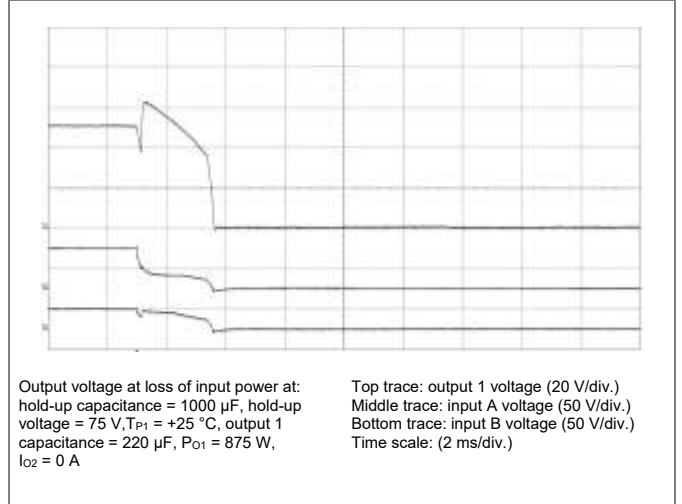 Output voltage at loss of input power at:
hold-up capacitance = 1000 µF, hold-up
voltage = 75 V,TP1 = +25 °C, output 1
capacitance = 220 µF, PO1 = 875 W,
IO2 = 0 A
Top trace: output 1 voltage (20 V/div.)
Middle trace: input A voltage (50 V/div.)
Bottom trace: input B voltage (50 V/div.)
Time scale: (2 ms/div.)